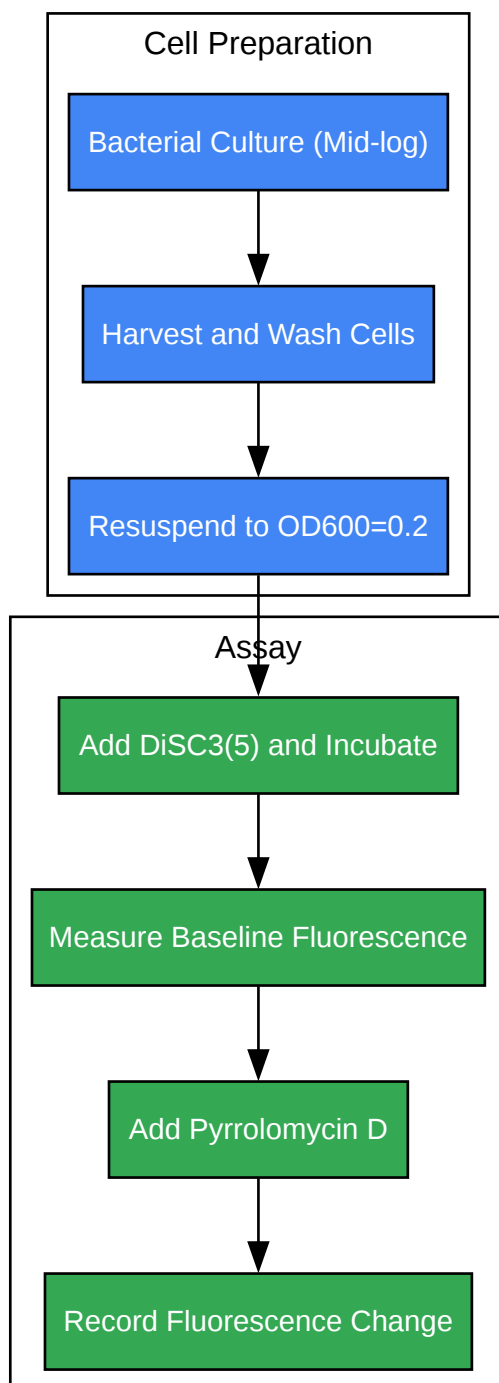 Cell Preparation
Bacterial Culture (Mid-log)
Harvest and Wash Cells
Resuspend to OD600=0.2
Assay
Add DiSC3(5) and Incubate
Measure Baseline Fluorescence
Add Pyrrolomycin D
Record Fluorescence Change